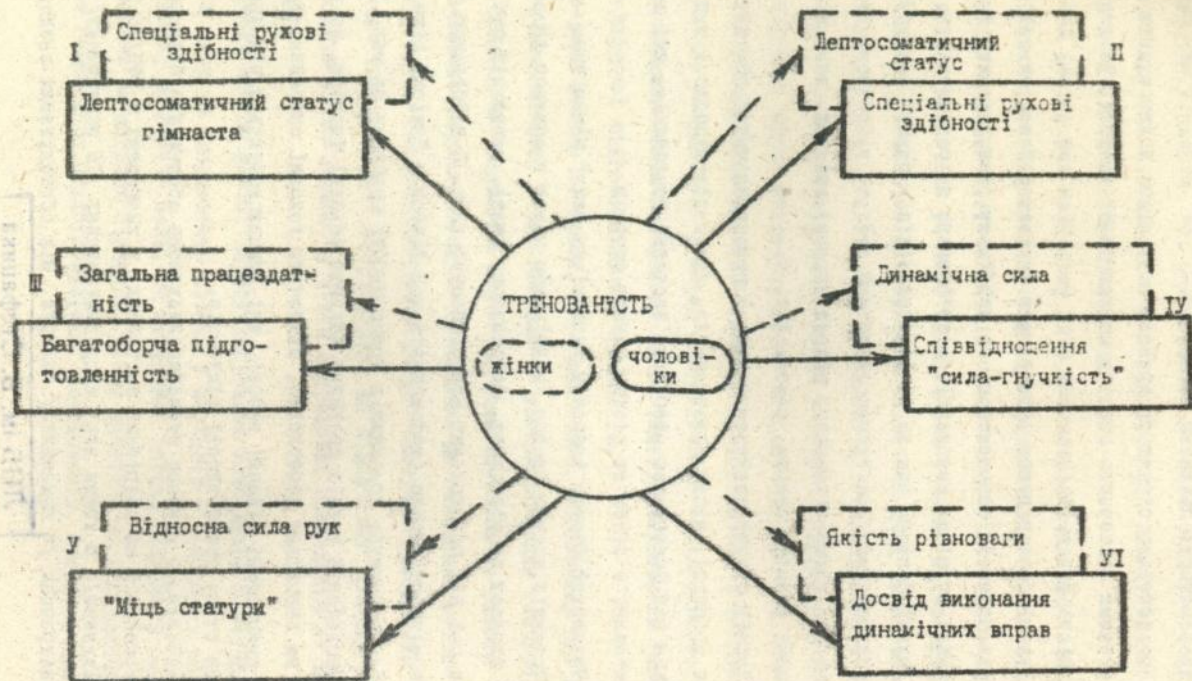 I
Спеціальні рухові
здібності
Лептосоматичний статус
гімнаста
Лептосоматичний
статус
II
Спеціальні рухові
здібності
III
Загальна працездат-
ність
Багатоборча підго-
товленність
ТРЕНОВАНІСТЬ
жінки
чолові-
ки
Динамічна сила
ІУ
Співвідношення
"сила-гнучкість"
У
Відносна сила рук
"Міць статури"
Якість рівноваги
УІ
Досвід виконання
динамічних вправ